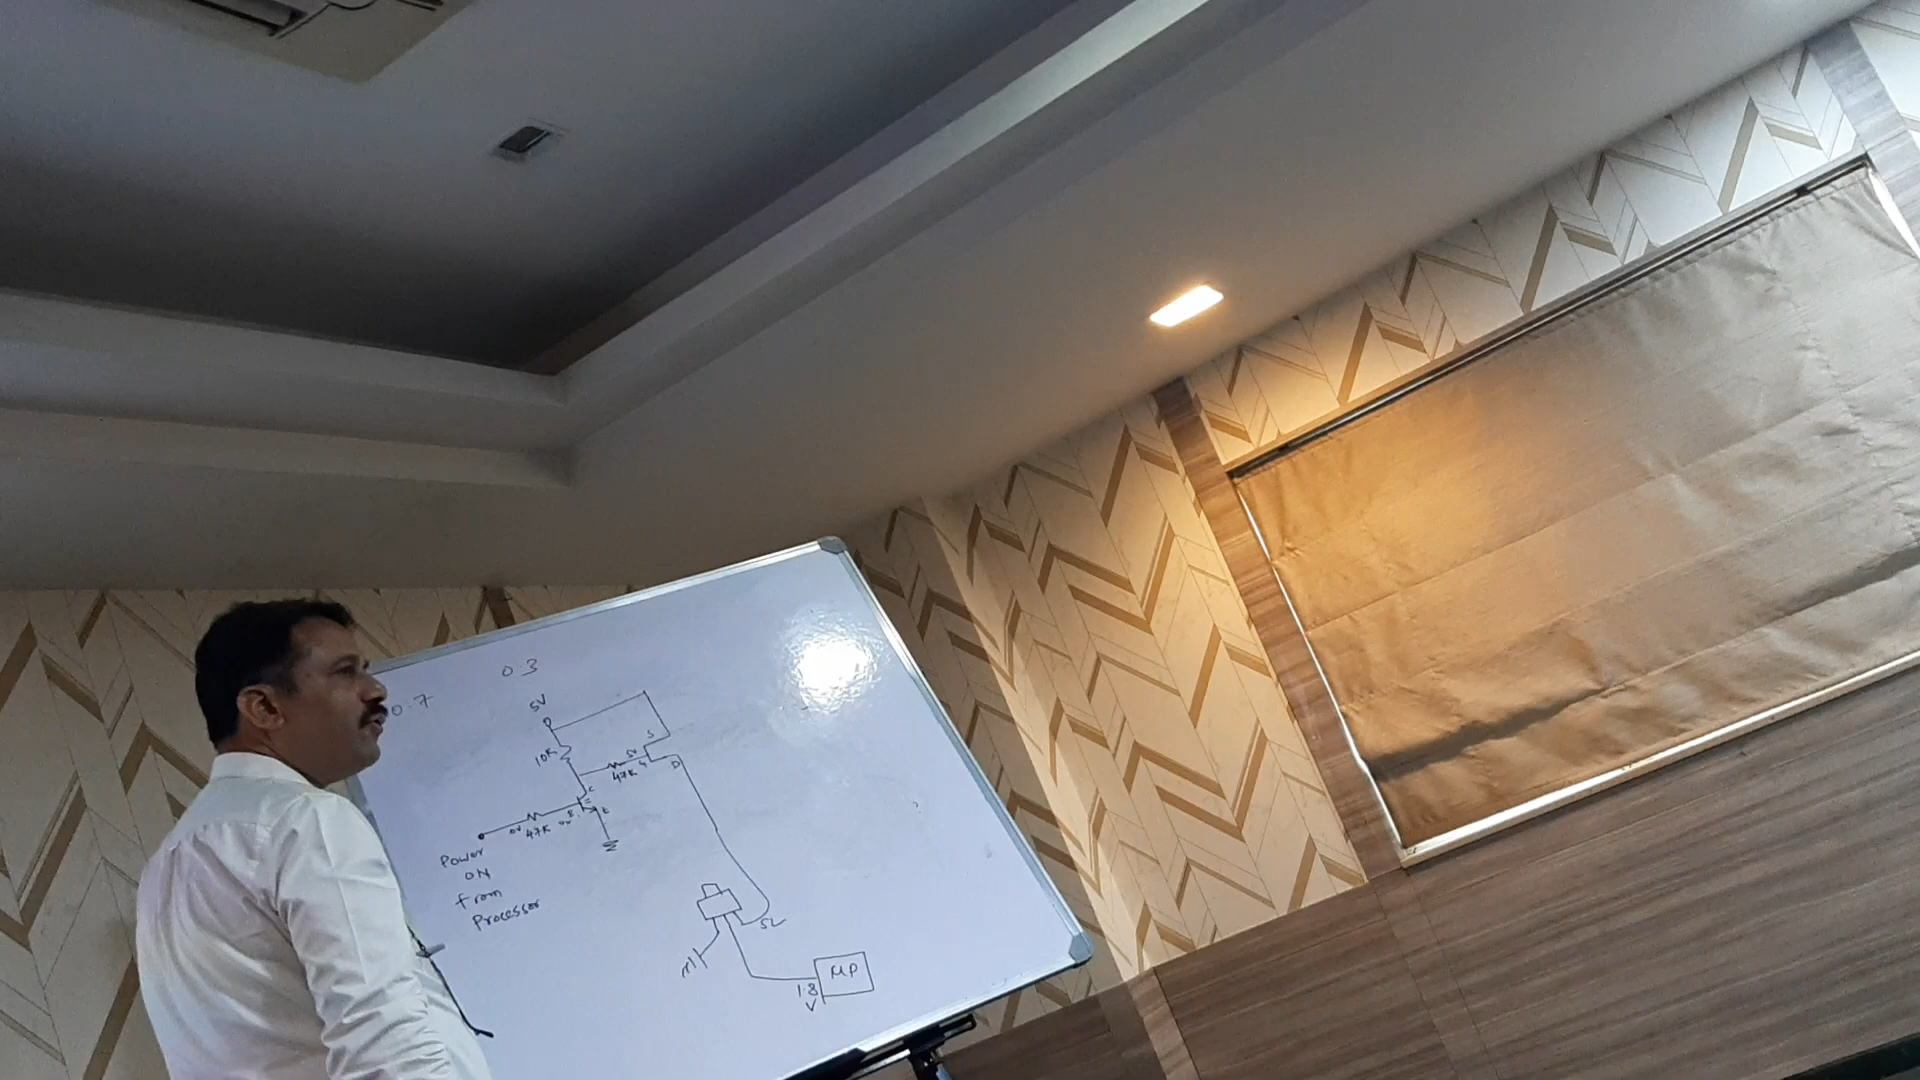 0.3
0.7
5V
10K
S
5V
G
47K
D
C
0V
47K
0V
B
E
Power
ON
from
Processor
5V
MP
1.8
V